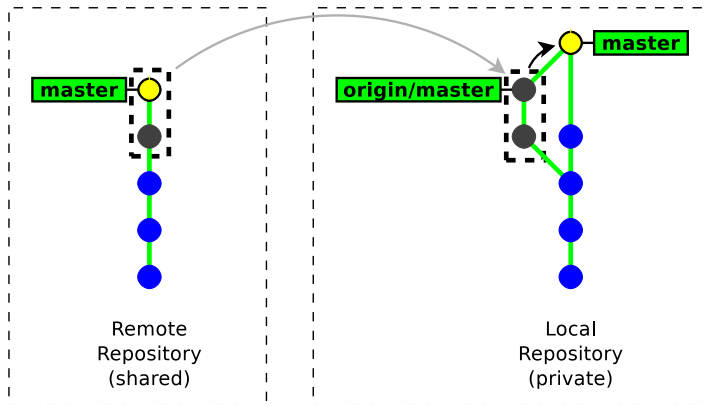 master
master
origin/master
Remote
Repository
(shared)
Local
Repository
(private)